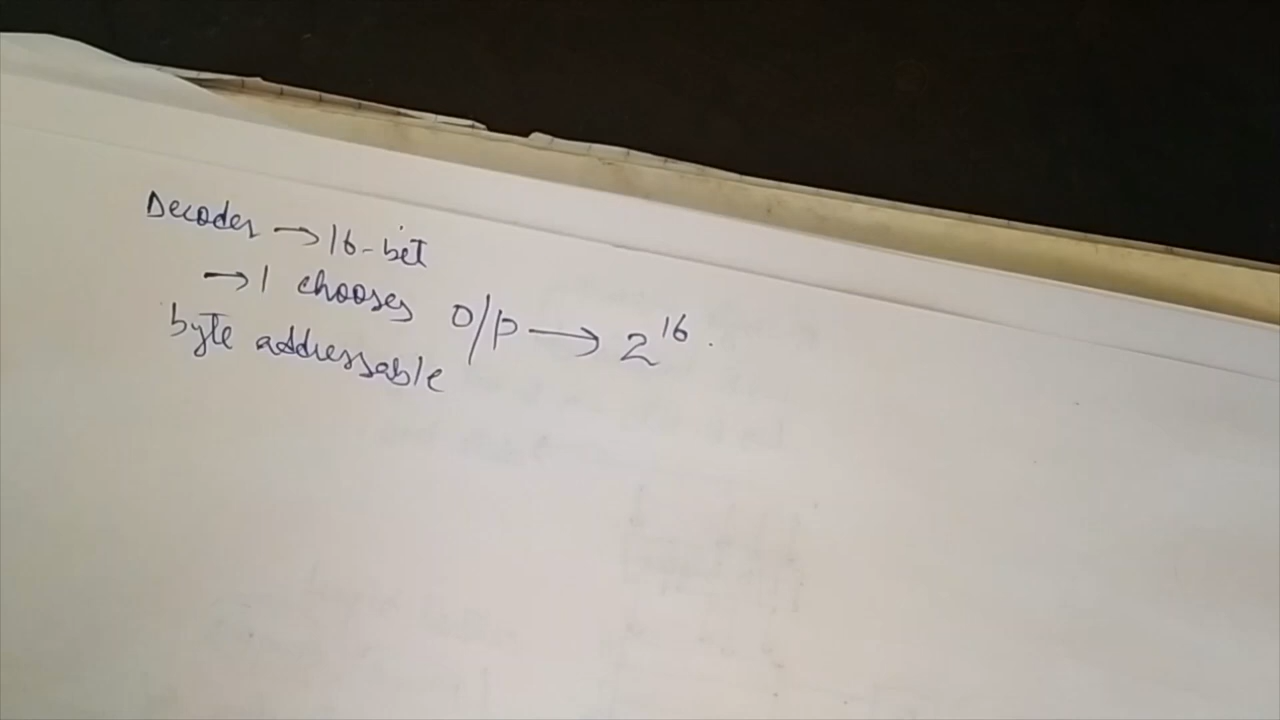 Decoder → 16-bit
→ 1 chooses O/P → 2^16.
byte addressable